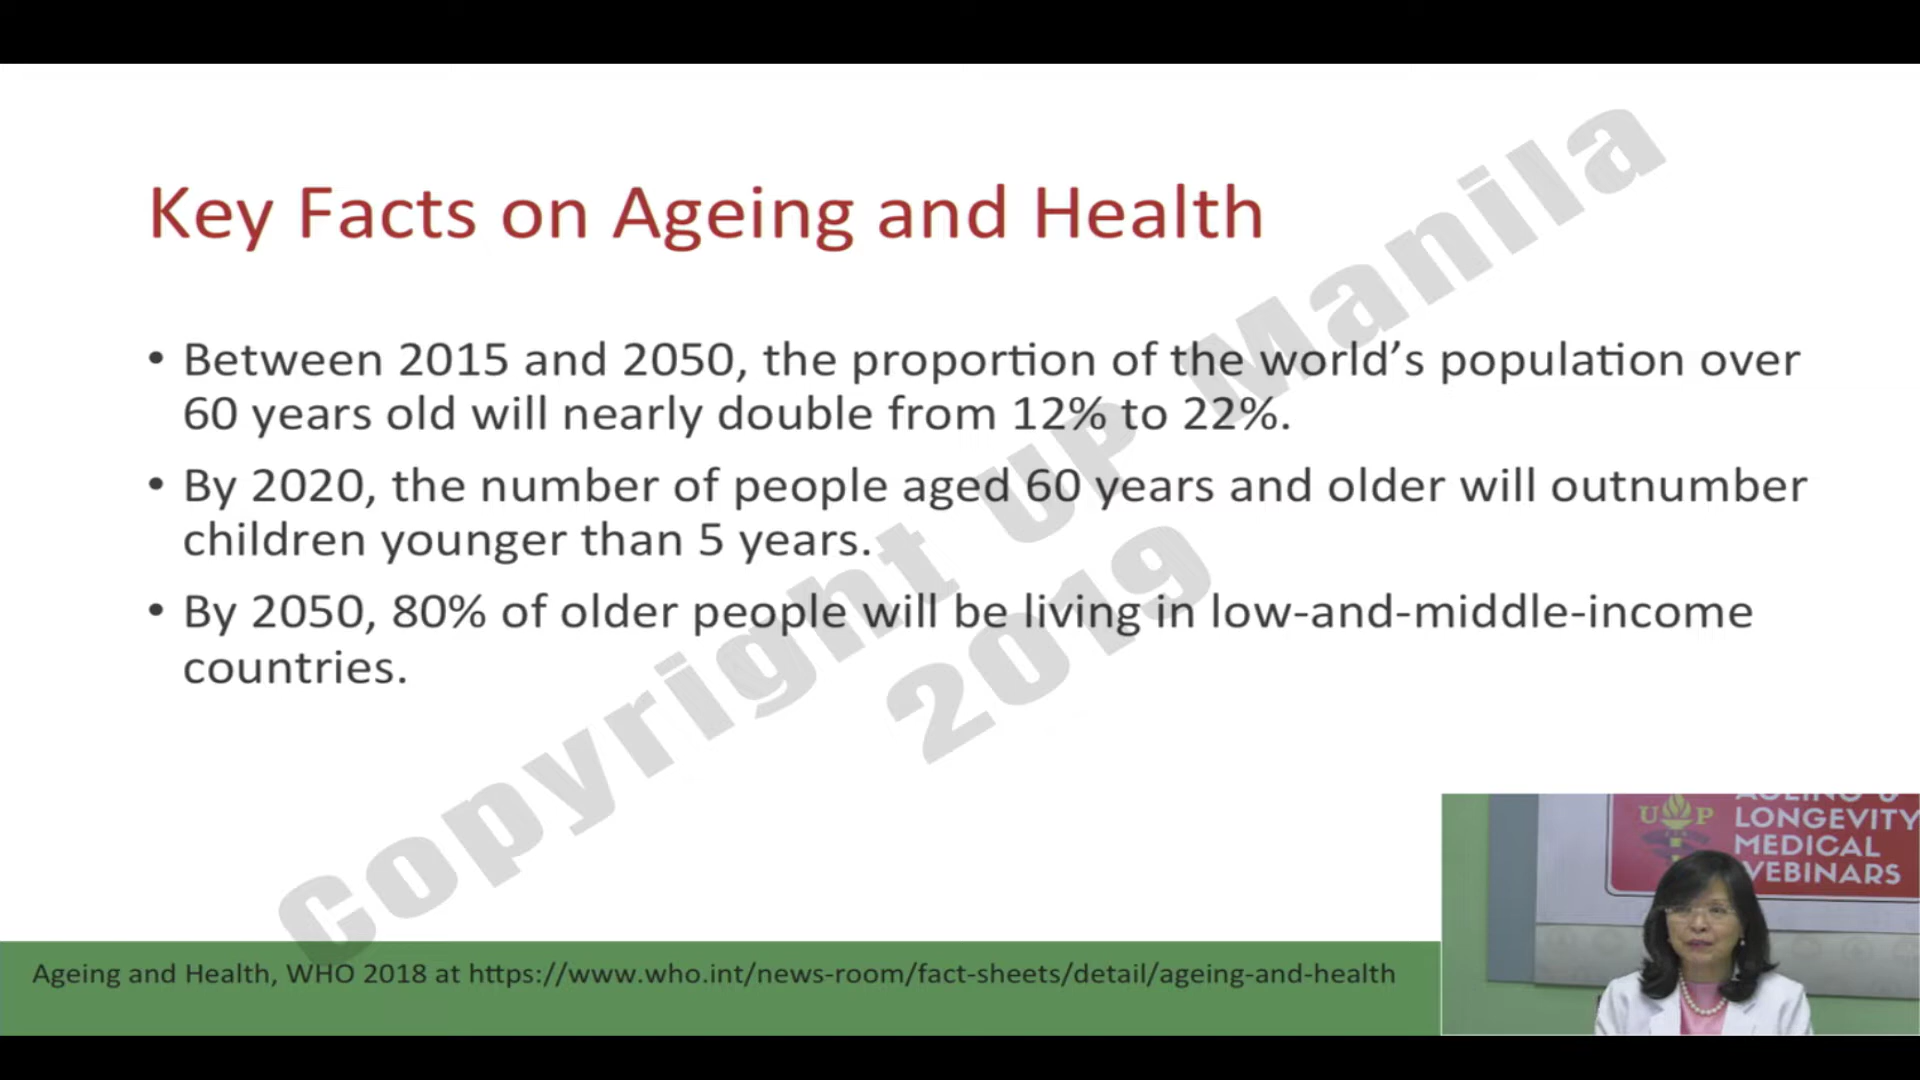 Key Facts on Ageing and Health
• Between 2015 and 2050, the proportion of the world's population over
60 years old will nearly double from 12% to 22%.
• By 2020, the number of people aged 60 years and older will outnumber
children younger than 5 years.
• By 2050, 80% of older people will be living in low-and-middle-income
countries.
Copyright UP Manila
2019
Ageing and Health, WHO 2018 at https://www.who.int/news-room/fact-sheets/detail/ageing-and-health
UP
LONGEVITY
MEDICAL